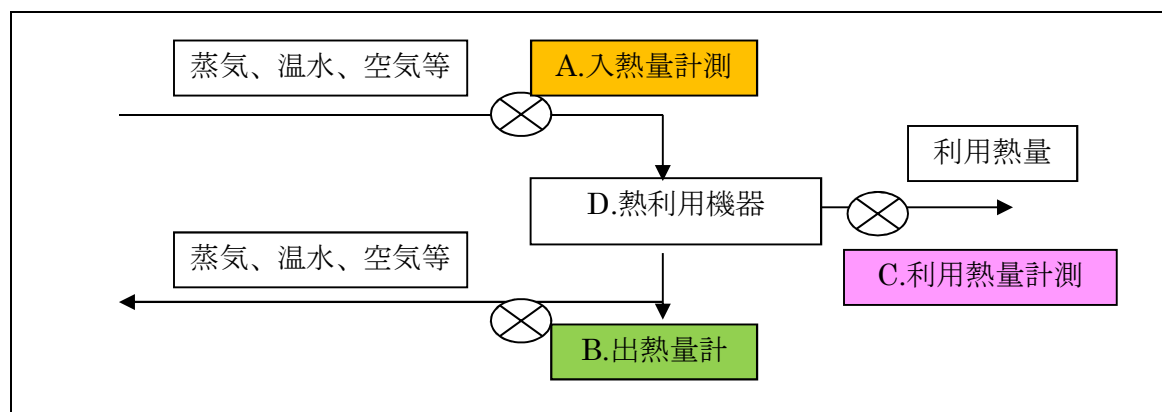 蒸気、温水、空気等
A.入熱量計測
利用熱量
D.熱利用機器
蒸気、温水、空気等
C.利用熱量計測
B.出熱量計